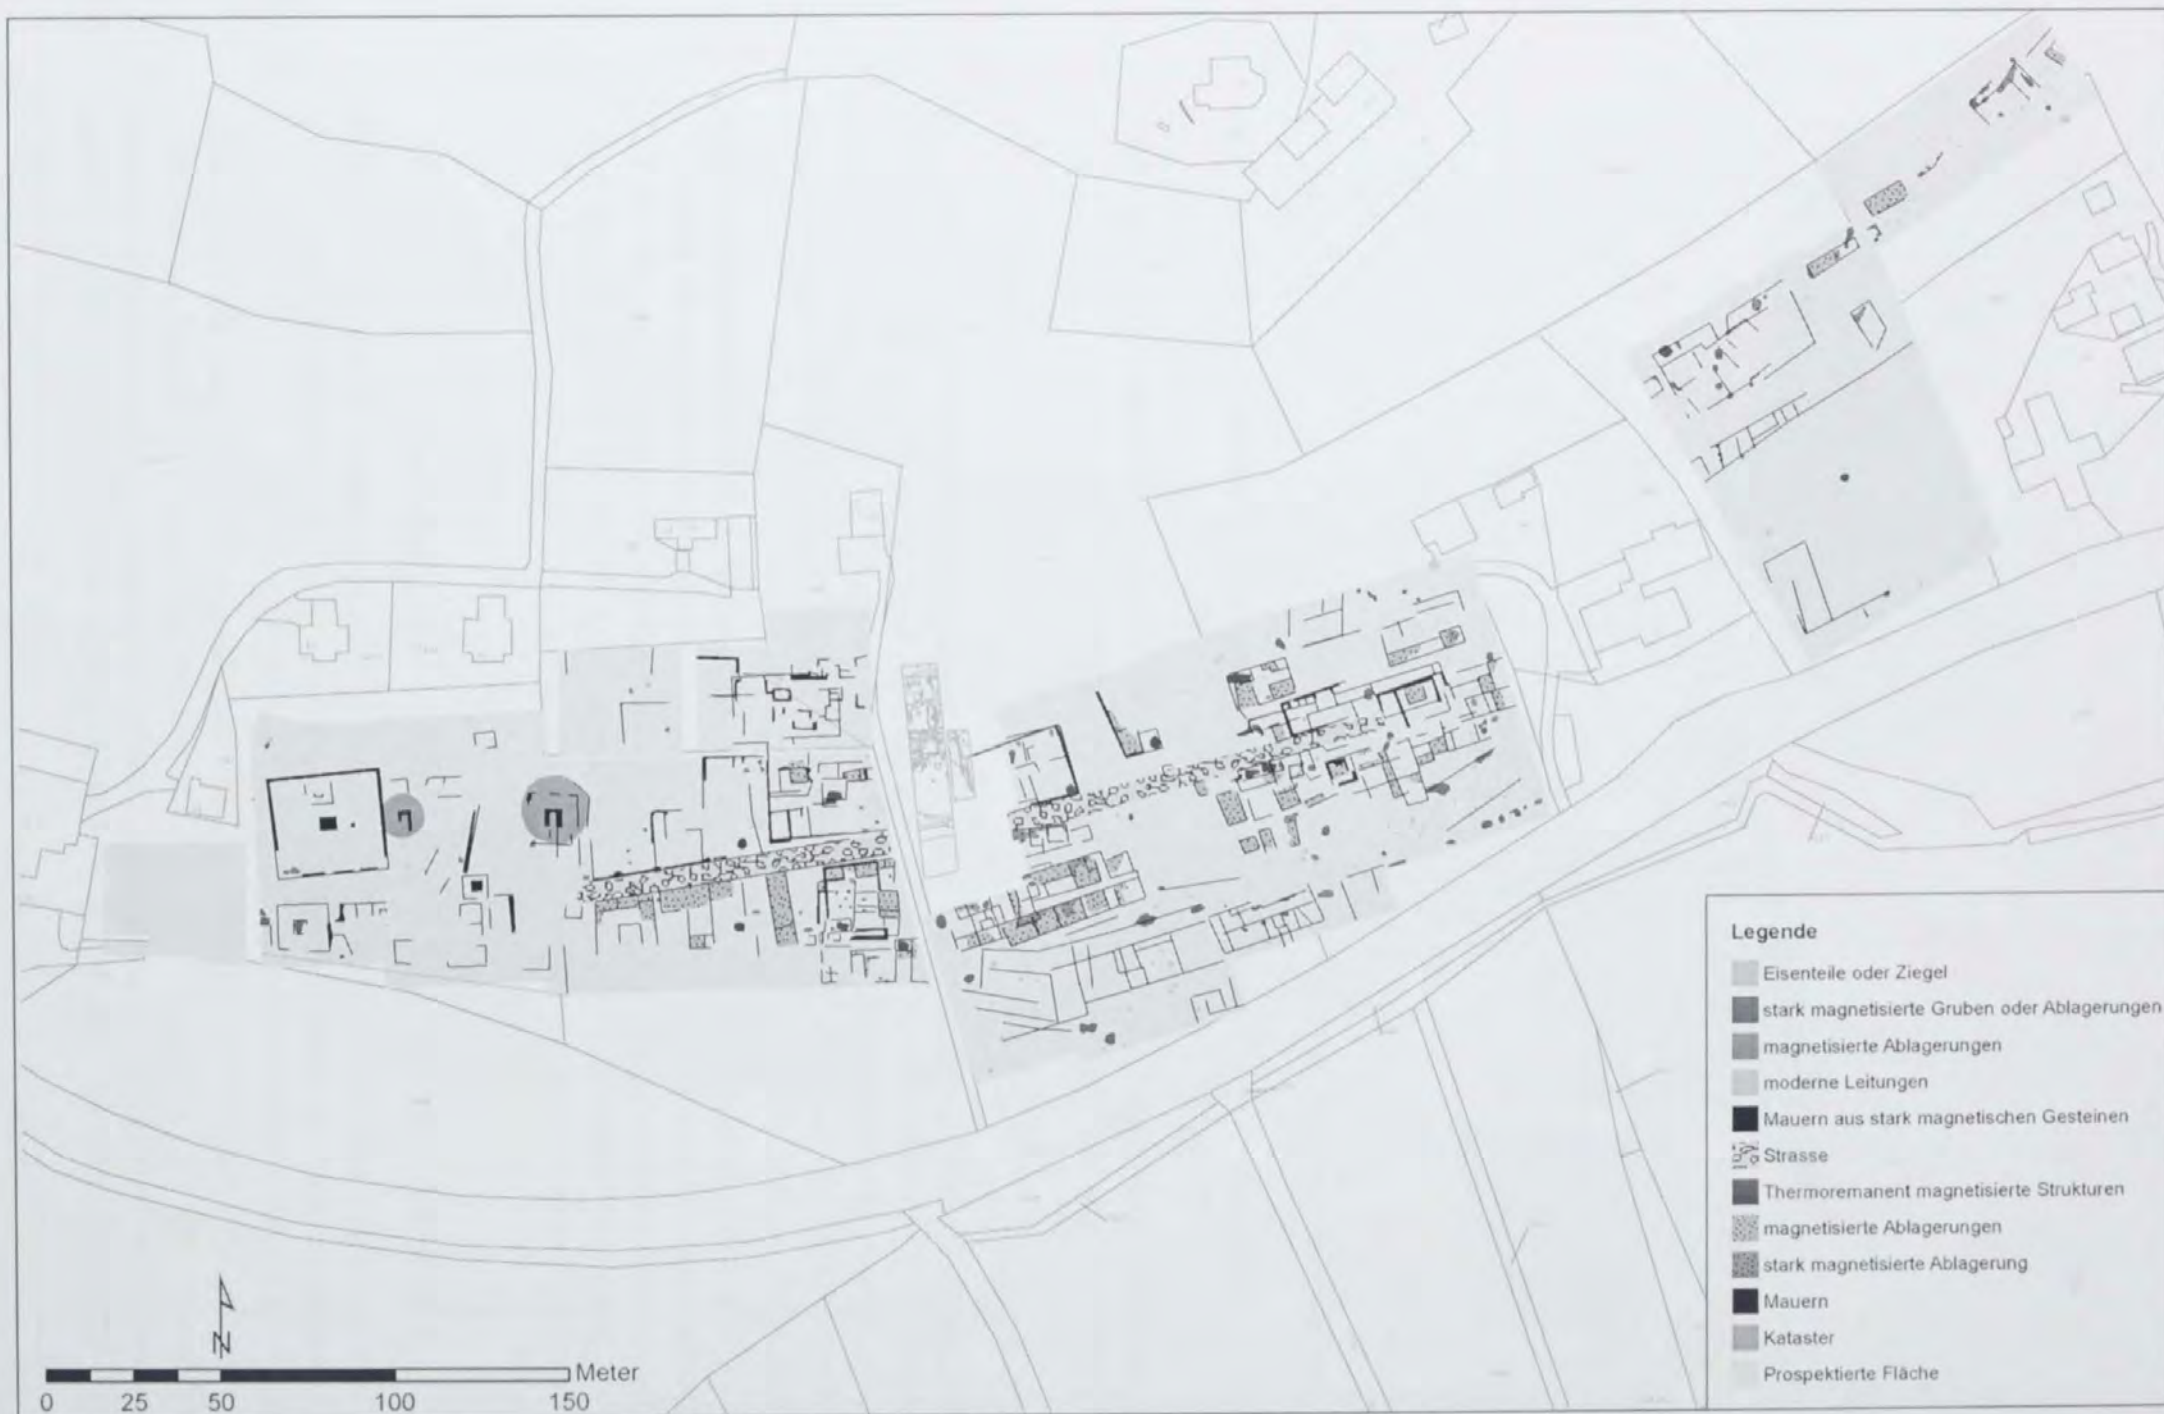 Legende
Eisenteile oder Ziegel
stark magnetisierte Gruben oder Ablagerungen
magnetisierte Ablagerungen
moderne Leitungen
Mauern aus stark magnetischen Gesteinen
Strasse
Thermoremanent magnetisierte Strukturen
magnetisierte Ablagerungen
stark magnetisierte Ablagerung
Mauern
Kataster
Prospektierte Fläche
N
Meter
0 25 50 100 150